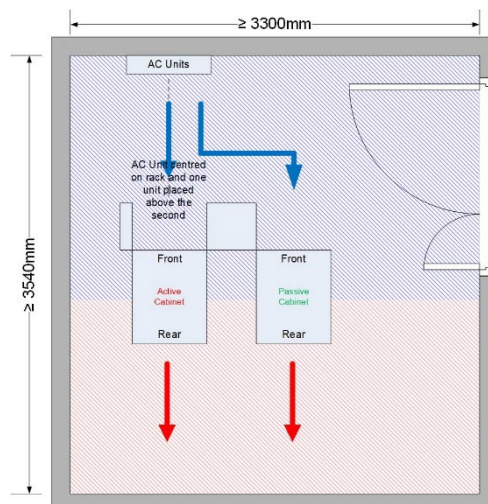 ≥ 3300mm
AC Units
≥ 3540mm
AC Unit centred
on rack and one
unit placed
above the
second
Front
Front
Active
Cabinet
Passive
Cabinet
Rear
Rear